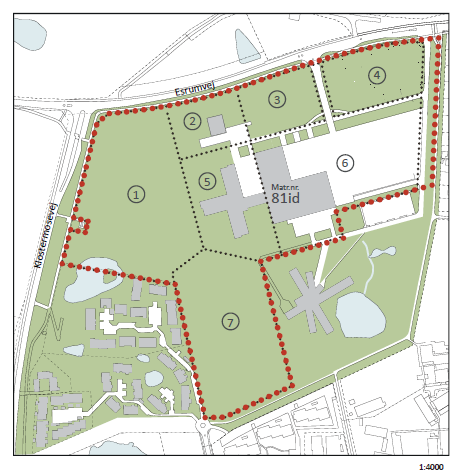 Esrumvej
4
3
2
6
5
Matr.nr.
81id
1
Klostermosevej
7
1:4000